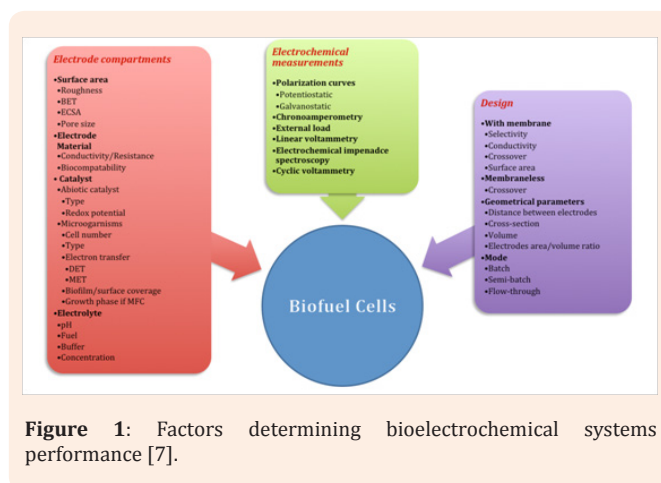 Electrode compartments
•Surface area
•Roughness
•BET
•ECSA
•Pore size
•Electrode
Material
•Conductivity/Resistance
•Biocompatability
• Catalyst
•Abiotic catalyst
•Type
•Redox potential
•Microogarnisms
•Cell number
•Type
•Electron transfer
•DET
•MET
•Biofilm/surface coverage
•Growth phase if MFC
•Electrolyte
•pH
•Fuel
•Buffer
•Concentration
Electrochemical
measurements
•Polarization curves
•Potentiostatic
•Galvanostatic
•Chronoamperometry
•External load
•Linear voltammetry
•Electrochemical impenadce
spectroscopy
•Cyclic voltammetry
Design
•With membrane
•Selectivity
•Conductivity
•Crossover
•Surface area
•Membraneless
•Crossover
•Geometrical parameters
•Distance between electrodes
•Cross-section
•Volume
•Electrodes area/volume ratio
•Mode
•Batch
•Semi-batch
•Flow-through
Biofuel Cells
Figure 1: Factors determining bioelectrochemical systems
performance [7].